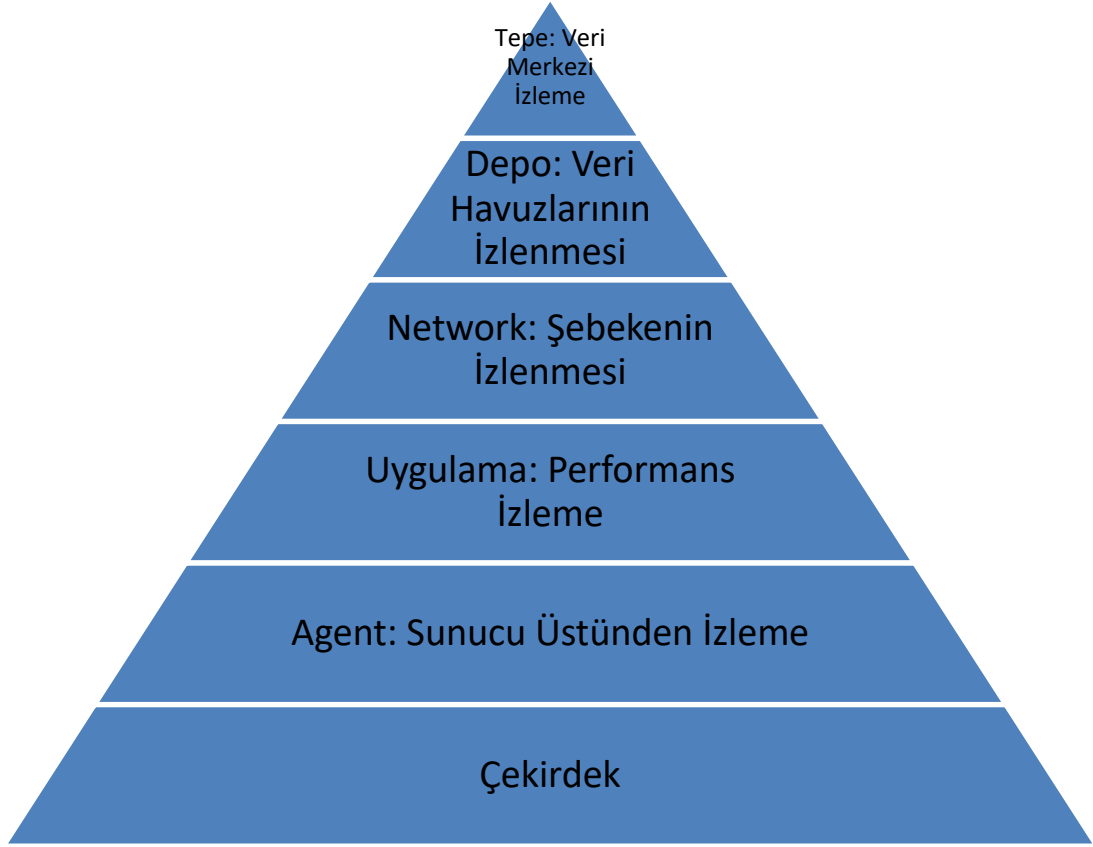 Tepe: Veri
Merkezi
İzleme
Depo: Veri
Havuzlarının
İzlenmesi
Network: Şebekenin
İzlenmesi
Uygulama: Performans
İzleme
Agent: Sunucu Üstünden İzleme
Çekirdek